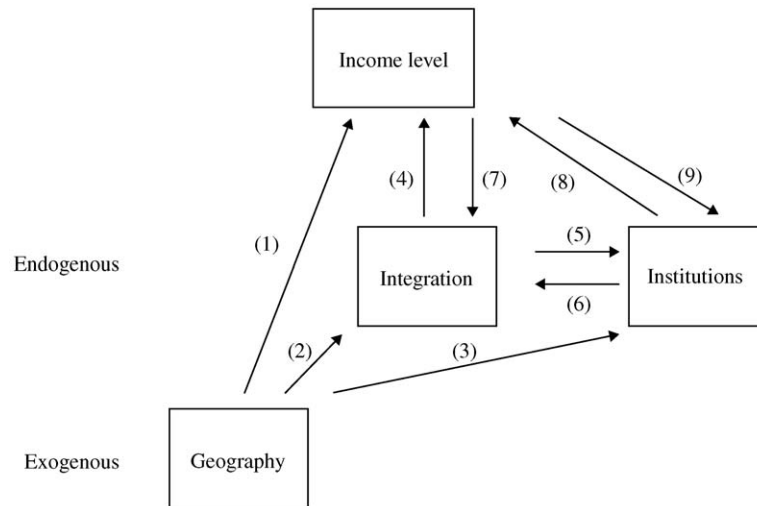 Income level
(4)
(7)
(8)
(9)
(1)
(5)
Endogenous
Integration
Institutions
(6)
(2)
(3)
Exogenous
Geography